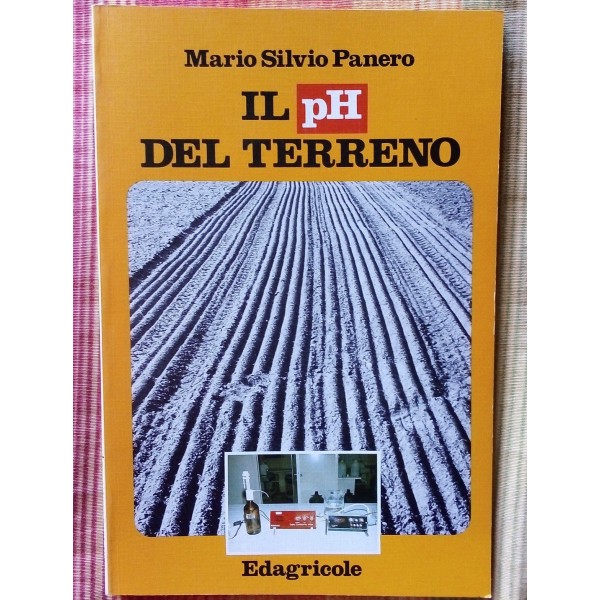 Mario Silvio Panero
IL pH
DEL TERRENO
Edagricole